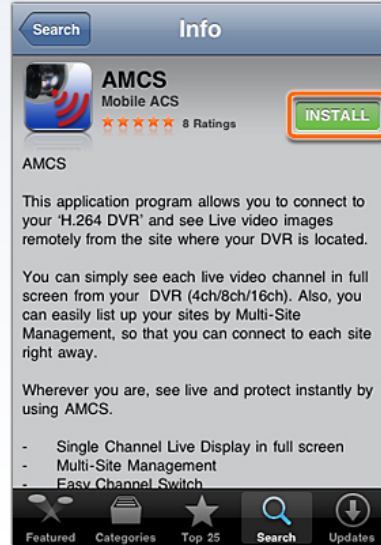 Search
Info
AMCS
Mobile ACS
8 Ratings
INSTALL
AMCS
This application program allows you to connect to
your 'H.264 DVR' and see Live video images
remotely from the site where your DVR is located.
You can simply see each live video channel in full
screen from your DVR (4ch/8ch/16ch). Also, you
can easily list up your sites by Multi-Site
Management, so that you can connect to each site
right away.
Wherever you are, see live and protect instantly by
using AMCS.
- Single Channel Live Display in full screen
- Multi-Site Management
- Easy Channel Switch
Featured Categories Top 25 Search Updates